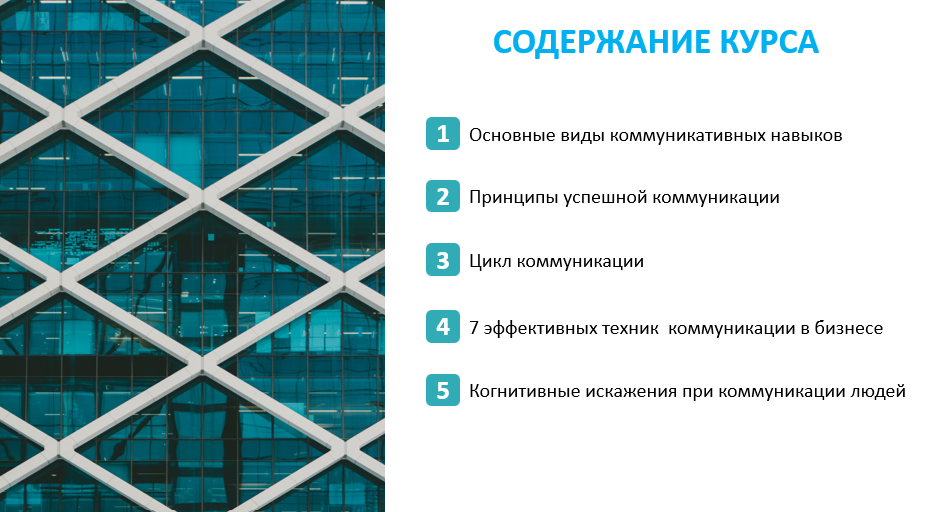 СОДЕРЖАНИЕ КУРСА
1 Основные виды коммуникативных навыков
2 Принципы успешной коммуникации
3 Цикл коммуникации
4 7 эффективных техник  коммуникации в бизнесе
5 Когнитивные искажения при коммуникации людей